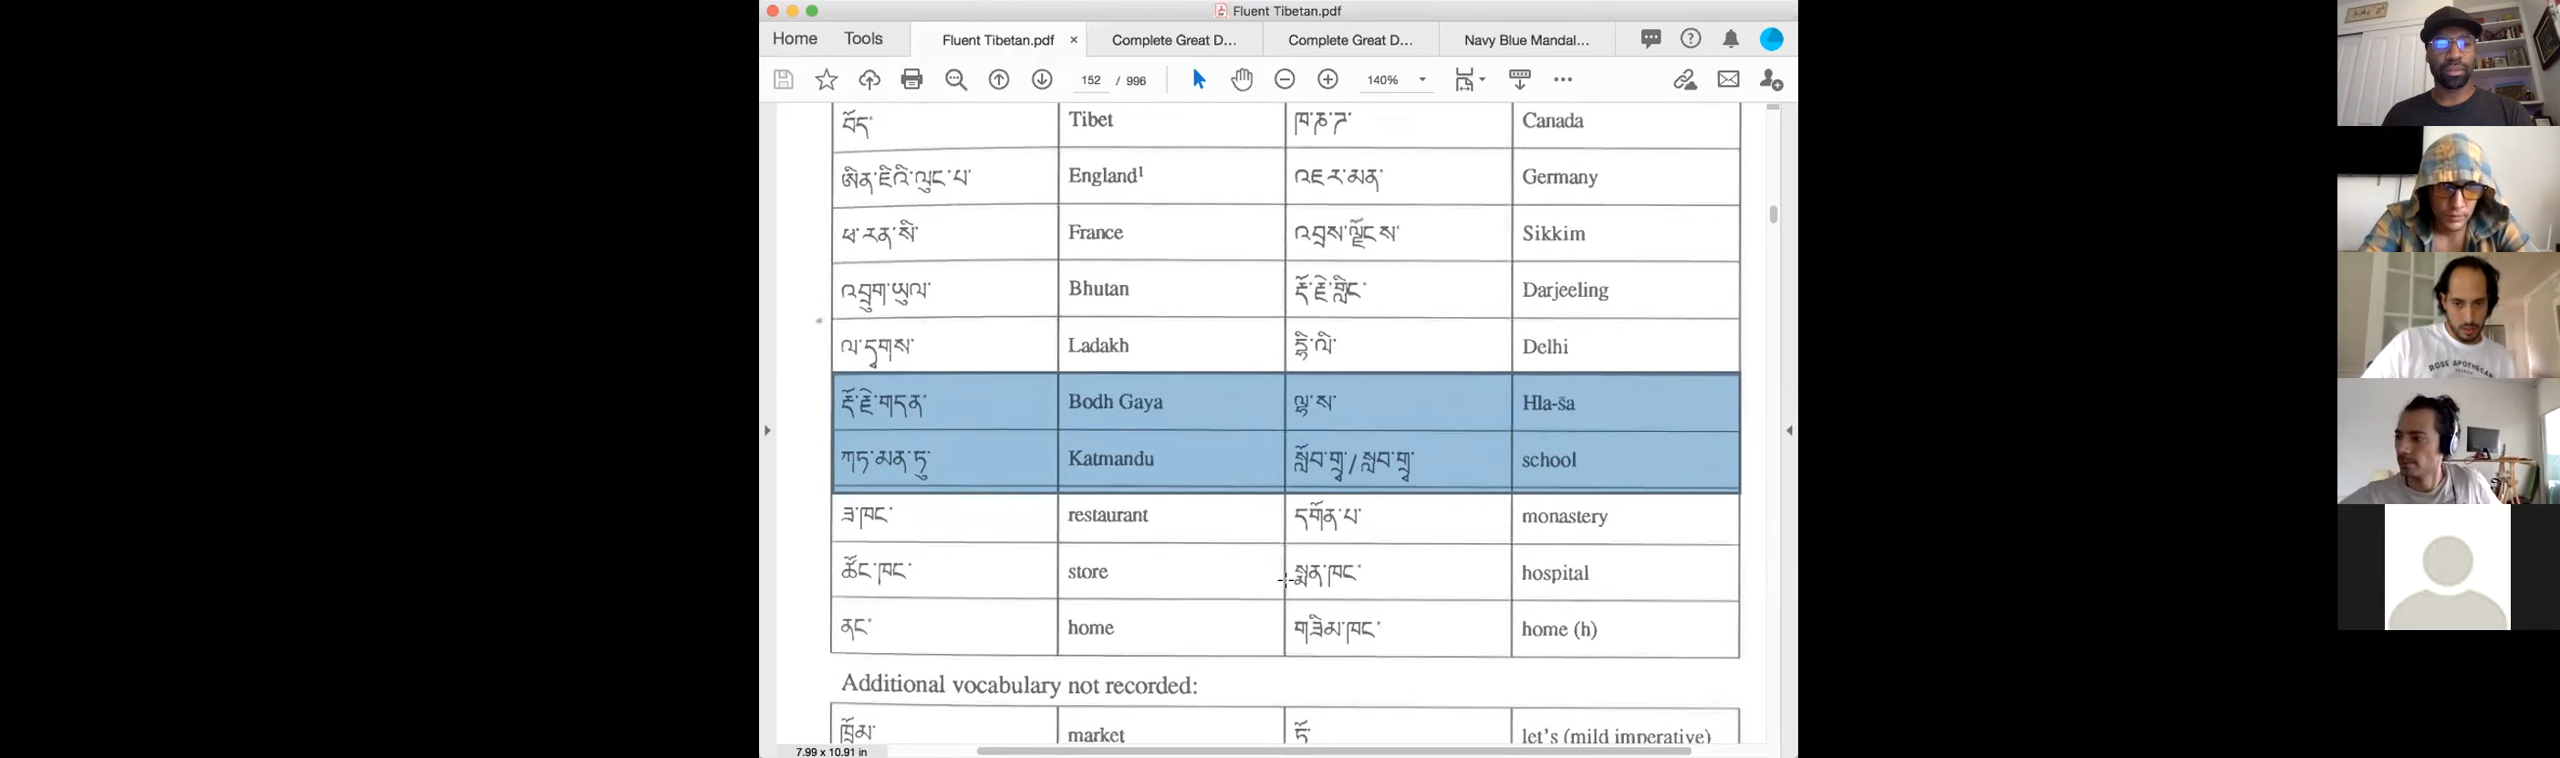 Fluent Tibetan.pdf
Home Tools Fluent Tibetan.pdf × Complete Great D... Complete Great D... Navy Blue Mandal...
152 / 996 140%
བོད་ Tibet ཁ་ཎ་ཌ་ Canada
ཨིན་ཇིའི་ལུང་པ་ England¹ འཇར་མན་ Germany
ཕ་རན་སི་ France འབྲས་ལྗོངས་ Sikkim
འབྲུག་ཡུལ་ Bhutan རྡོ་རྗེ་གླིང་ Darjeeling
ལ་དྭགས་ Ladakh Delhi
རྡོ་རྗེ་གདན་ Bodh Gaya ལྷ་ས་ Hla-s̄a
ཀཏ་མན་ཏུ་ Katmandu སློབ་གྲྭ་ / སླབ་གྲྭ་ school
ཟ་ཁང་ restaurant དགོན་པ་ monastery
ཚོང་ཁང་ store སྨན་ཁང་ hospital
ནང་ home གཟིམ་ཁང་ home (h)
Additional vocabulary not recorded:
ཁྲོམ་ market let's (mild imperative)
7.99 x 10.91 in
ROSE APOTHECARY